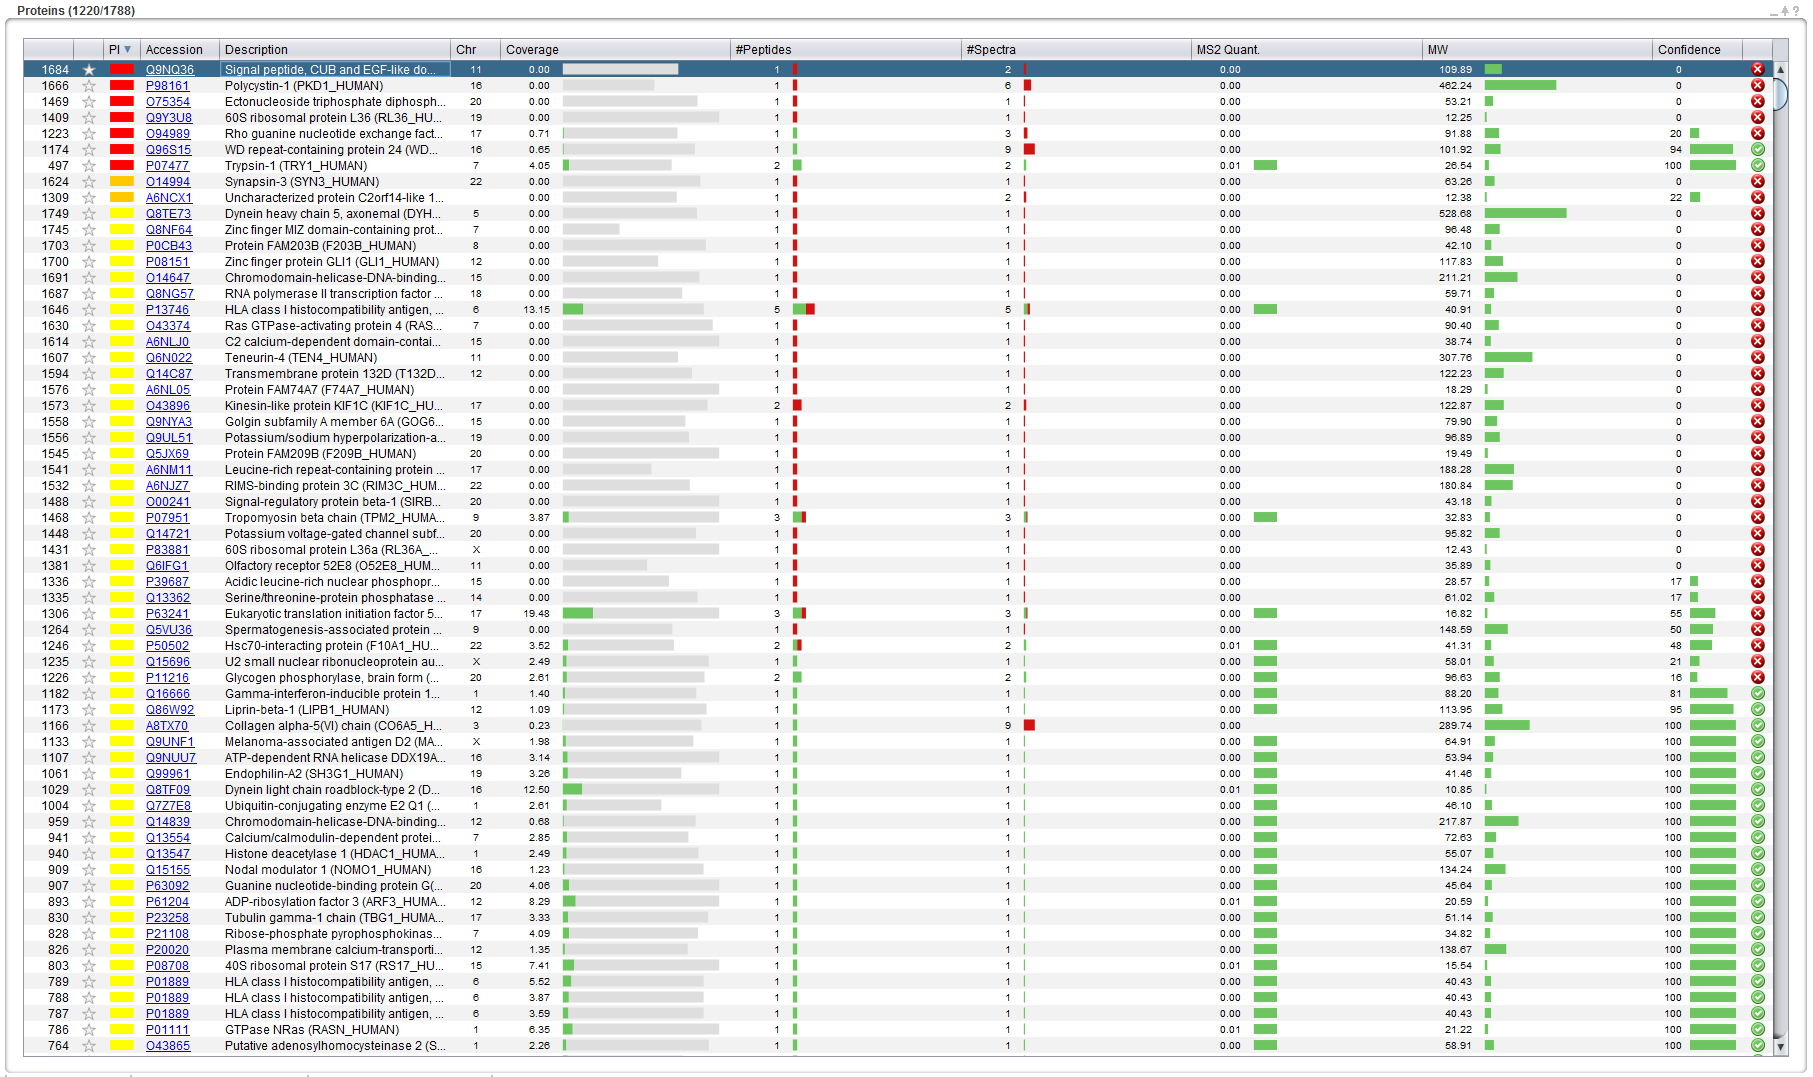 Proteins (1220/1788)
PI Accession Description Chr Coverage #Peptides #Spectra MS2 Quant. MW Confidence
1684 Q9NQ36 Signal peptide, CUB and EGF-like do... 11 0.00 1 2 0.00 109.89 0
1666 P98161 Polycystin-1 (PKD1_HUMAN) 16 0.00 1 6 0.00 462.24 0
1469 O75354 Ectonucleoside triphosphate diphosph... 20 0.00 1 1 0.00 53.21 0
1409 Q9Y3U8 60S ribosomal protein L36 (RL36_HUM... 19 0.00 1 1 0.00 12.25 0
1223 O94989 Rho guanine nucleotide exchange fact... 17 0.71 1 3 0.00 91.88 20
1174 Q96S15 WD repeat-containing protein 24 (WD... 16 0.65 1 9 0.00 101.92 94
497 P07477 Trypsin-1 (TRY1_HUMAN) 7 4.05 2 2 0.01 26.54 100
1624 O14994 Synapsin-3 (SYN3_HUMAN) 22 0.00 1 1 0.00 63.26 0
1309 A6NCX1 Uncharacterized protein C2orf14-like 1... 0.00 1 2 0.00 12.38 22
1749 Q8TE73 Dynein heavy chain 5, axonemal (DYH... 5 0.00 1 1 0.00 528.68 0
1745 Q8NF64 Zinc finger MIZ domain-containing prot... 7 0.00 1 1 0.00 96.48 0
1703 P0CB43 Protein FAM203B (F203B_HUMAN) 8 0.00 1 1 0.00 42.10 0
1700 P08151 Zinc finger protein GLI1 (GLI1_HUMAN) 12 0.00 1 1 0.00 117.83 0
1691 O14647 Chromodomain-helicase-DNA-binding... 15 0.00 1 1 0.00 211.21 0
1687 Q8NG57 RNA polymerase II transcription factor ... 18 0.00 1 1 0.00 59.71 0
1646 P13746 HLA class I histocompatibility antigen, ... 6 13.15 5 5 0.00 40.91 0
1630 O43374 Ras GTPase-activating protein 4 (RAS... 7 0.00 1 1 0.00 90.40 0
1614 A6NLJ0 C2 calcium-dependent domain-contai... 15 0.00 1 1 0.00 38.74 0
1607 Q6N022 Teneurin-4 (TEN4_HUMAN) 11 0.00 1 1 0.00 307.76 0
1594 Q14C87 Transmembrane protein 132D (T132D... 12 0.00 1 1 0.00 122.23 0
1576 A6NL05 Protein FAM74A7 (F74A7_HUMAN) 0.00 1 1 0.00 18.29 0
1573 O43896 Kinesin-like protein KIF1C (KIF1C_HU... 17 0.00 2 2 0.00 122.87 0
1558 Q9NYA3 Golgin subfamily A member 6A (GOG6... 15 0.00 1 1 0.00 79.90 0
1556 Q9UL51 Potassium/sodium hyperpolarization-a... 19 0.00 1 1 0.00 96.89 0
1545 Q5JX69 Protein FAM209B (F209B_HUMAN) 20 0.00 1 1 0.00 19.49 0
1541 A6NM11 Leucine-rich repeat-containing protein ... 17 0.00 1 1 0.00 188.28 0
1532 A6NJZ7 RIMS-binding protein 3C (RIM3C_HUM... 22 0.00 1 1 0.00 180.84 0
1488 O00241 Signal-regulatory protein beta-1 (SIRB... 20 0.00 1 1 0.00 43.18 0
1468 P07951 Tropomyosin beta chain (TPM2_HUMA... 9 3.87 3 3 0.00 32.83 0
1448 Q14721 Potassium voltage-gated channel subf... 20 0.00 1 1 0.00 95.82 0
1431 P83881 60S ribosomal protein L36a (RL36A_... X 0.00 1 1 0.00 12.43 0
1381 Q6IFG1 Olfactory receptor 52E8 (O52E8_HUM... 11 0.00 1 1 0.00 35.89 0
1336 P39687 Acidic leucine-rich nuclear phosphopr... 15 0.00 1 1 0.00 28.57 17
1335 Q13362 Serine/threonine-protein phosphatase ... 14 0.00 1 1 0.00 61.02 17
1306 P63241 Eukaryotic translation initiation factor 5... 17 19.48 3 3 0.00 16.82 55
1264 Q5VU36 Spermatogenesis-associated protein ... 9 0.00 1 1 0.00 148.59 50
1246 P50502 Hsc70-interacting protein (F10A1_HU... 22 3.52 2 2 0.01 41.31 48
1235 Q15696 U2 small nuclear ribonucleoprotein au... X 2.49 1 1 0.00 58.01 21
1226 P11216 Glycogen phosphorylase, brain form (... 20 2.61 2 2 0.00 96.63 16
1182 Q16666 Gamma-interferon-inducible protein 1... 1 1.40 1 1 0.00 88.20 81
1173 Q86W92 Liprin-beta-1 (LIPB1_HUMAN) 12 1.09 1 1 0.00 113.95 95
1166 A8TX70 Collagen alpha-5(VI) chain (CO6A5_H... 3 0.23 1 9 0.00 289.74 100
1133 Q9UNF1 Melanoma-associated antigen D2 (MA... X 1.98 1 1 0.00 64.91 100
1107 Q9NUU7 ATP-dependent RNA helicase DDX19A... 16 3.14 1 1 0.00 53.94 100
1061 Q99961 Endophilin-A2 (SH3G1_HUMAN) 19 3.26 1 1 0.00 41.46 100
1029 Q8TF09 Dynein light chain roadblock-type 2 (D... 16 12.50 1 1 0.01 10.85 100
1004 Q7Z7E8 Ubiquitin-conjugating enzyme E2 Q1 (... 1 2.61 1 1 0.00 46.10 100
959 Q14839 Chromodomain-helicase-DNA-binding... 12 0.68 1 1 0.00 217.87 100
941 Q13554 Calcium/calmodulin-dependent protei... 7 2.85 1 1 0.00 72.63 100
940 Q13547 Histone deacetylase 1 (HDAC1_HUMA... 1 2.49 1 1 0.00 55.07 100
909 Q15155 Nodal modulator 1 (NOMO1_HUMAN) 16 1.23 1 1 0.00 134.24 100
907 P63092 Guanine nucleotide-binding protein G(... 20 4.06 1 1 0.00 45.64 100
893 P61204 ADP-ribosylation factor 3 (ARF3_HUMA... 12 8.29 1 1 0.01 20.59 100
830 P23258 Tubulin gamma-1 chain (TBG1_HUMA... 17 3.33 1 1 0.00 51.14 100
828 P21108 Ribose-phosphate pyrophosphokinas... 7 4.09 1 1 0.00 34.82 100
826 P20020 Plasma membrane calcium-transporti... 12 1.35 1 1 0.00 138.67 100
803 P08708 40S ribosomal protein S17 (RS17_HU... 15 7.41 1 1 0.01 15.54 100
789 P01889 HLA class I histocompatibility antigen, ... 6 5.52 1 1 0.00 40.43 100
788 P01889 HLA class I histocompatibility antigen, ... 6 3.87 1 1 0.00 40.43 100
787 P01889 HLA class I histocompatibility antigen, ... 6 3.59 1 1 0.00 40.43 100
786 P01111 GTPase NRas (RASN_HUMAN) 1 6.35 1 1 0.01 21.22 100
764 O43865 Putative adenosylhomocysteinase 2 (S... 1 2.26 1 1 0.00 58.91 100